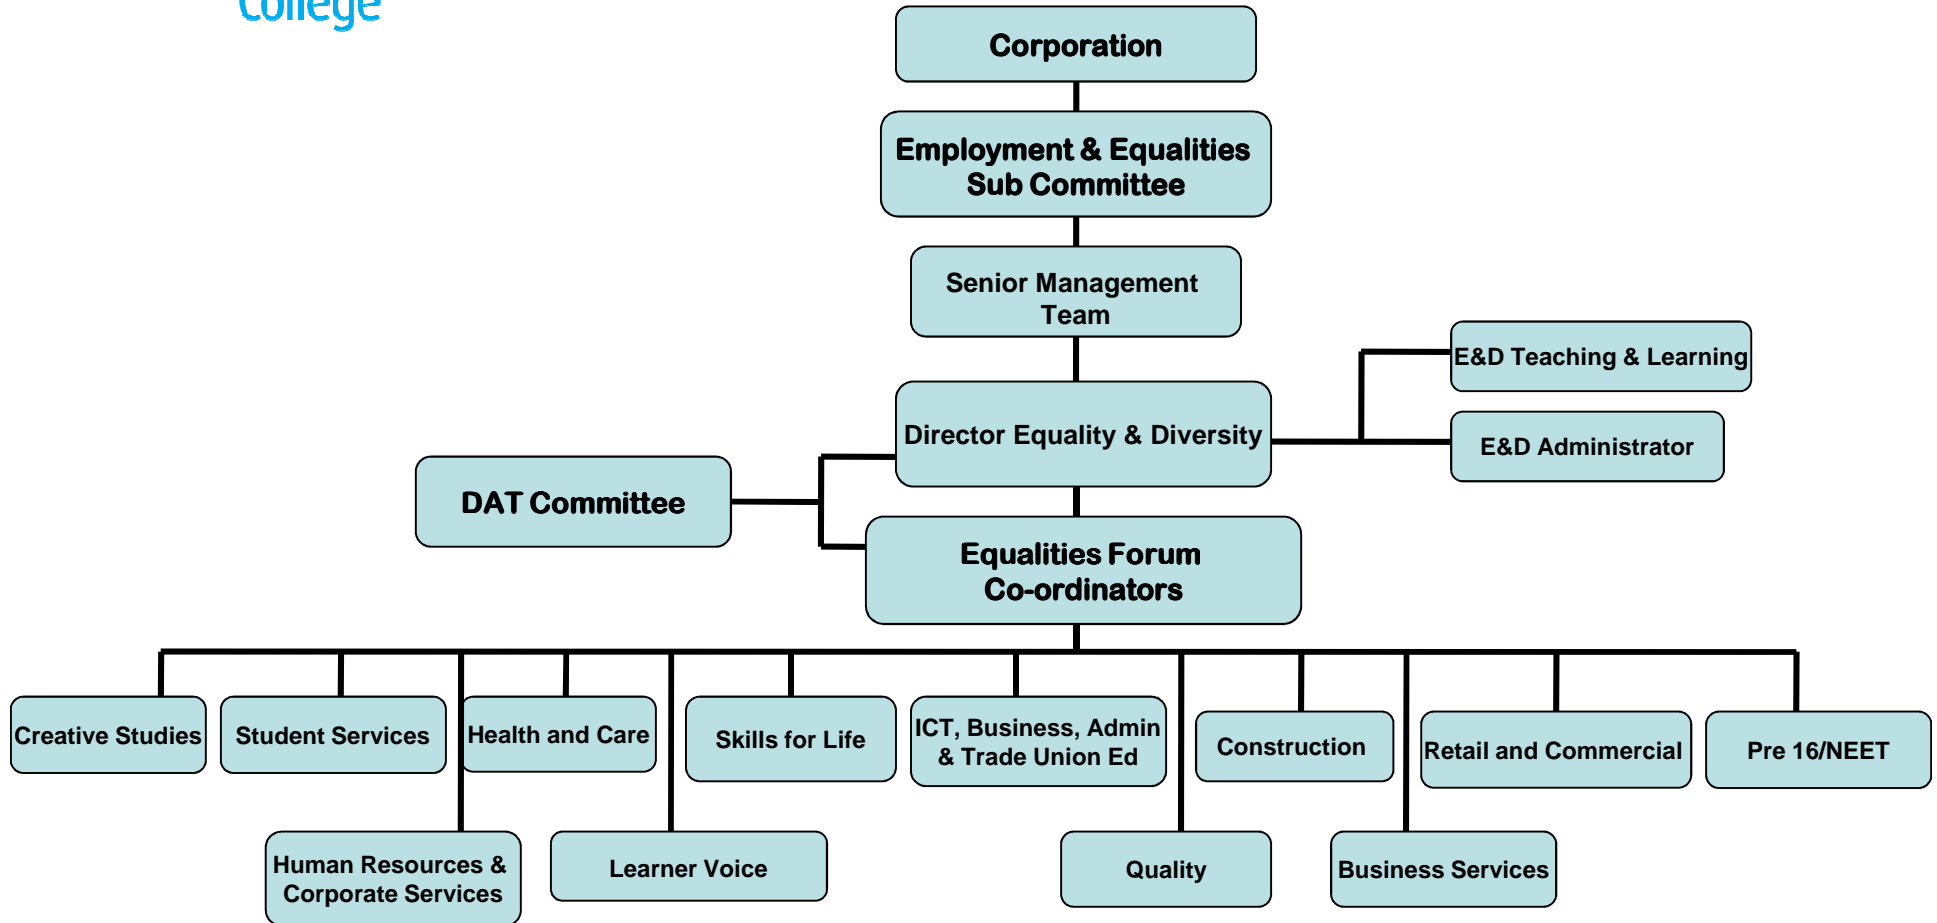 College
Corporation
Employment & Equalities
Sub Committee
Senior Management
Team
E&D Teaching & Learning
Director Equality & Diversity
E&D Administrator
DAT Committee
Equalities Forum
Co-ordinators
Creative Studies
Student Services
Health and Care
Skills for Life
ICT, Business, Admin
& Trade Union Ed
Construction
Retail and Commercial
Pre 16/NEET
Human Resources &
Corporate Services
Learner Voice
Quality
Business Services